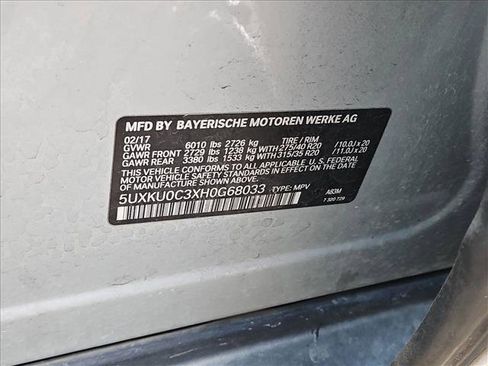 MFD BY BAYERISCHE MOTOREN WERKE AG
02/17 TIRE / RIM
GVWR 6010 lbs 2726 kg
GAWR FRONT 2729 lbs 1238 kg WITH 275/40 R20 /10.0J x 20
GAWR REAR 3380 lbs 1533 kg WITH 315/35 R20 /11.0J x 20
THIS VEHICLE CONFORMS TO ALL APPLICABLE U. S. FEDERAL
MOTOR VEHICLE SAFETY STANDARDS IN EFFECT ON THE
DATE OF MANUFACTURE SHOWN ABOVE.
5UXKU0C3XH0G68033 TYPE: MPV A83M
7 320 729